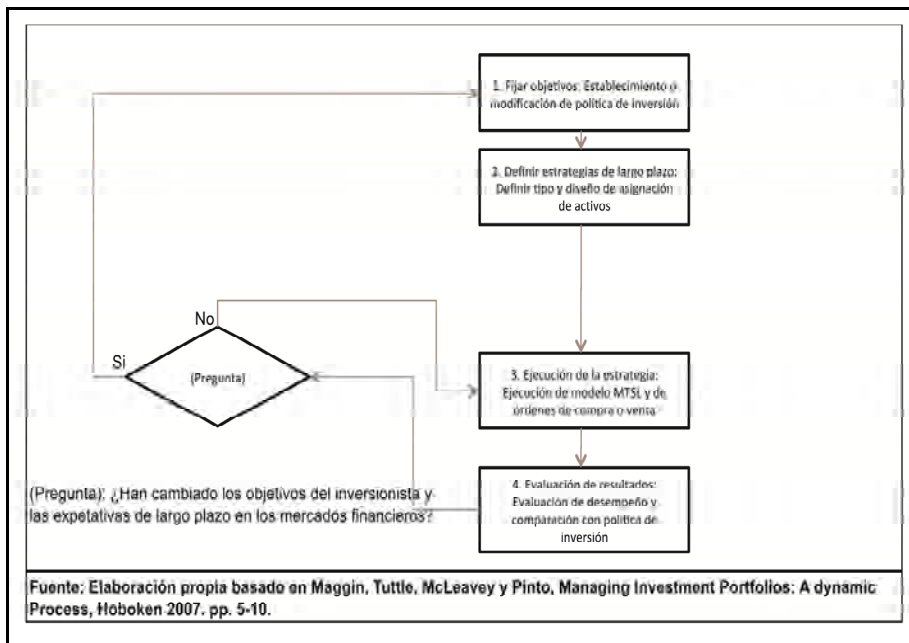 1. Fijar objetivos: Establecimiento o
modificación de política de inversión
2. Definir estrategias de largo plazo:
Definir tipo y diseño de asignación
de activos
No
Si
(Pregunta)
3. Ejecución de la estrategia:
Ejecución de modelo MTSL y de
órdenes de compra o venta
4. Evaluación de resultados:
Evaluación de desempeño y
comparación con política de
inversión
(Pregunta): ¿Han cambiado los objetivos del inversionista y
las expetativas de largo plazo en los mercados financieros?
Fuente: Elaboración propia basado en Maggin, Tuttle, McLeavey y Pinto, Managing Investment Portfolios: A dynamic
Process, Hoboken 2007. pp. 5-10.